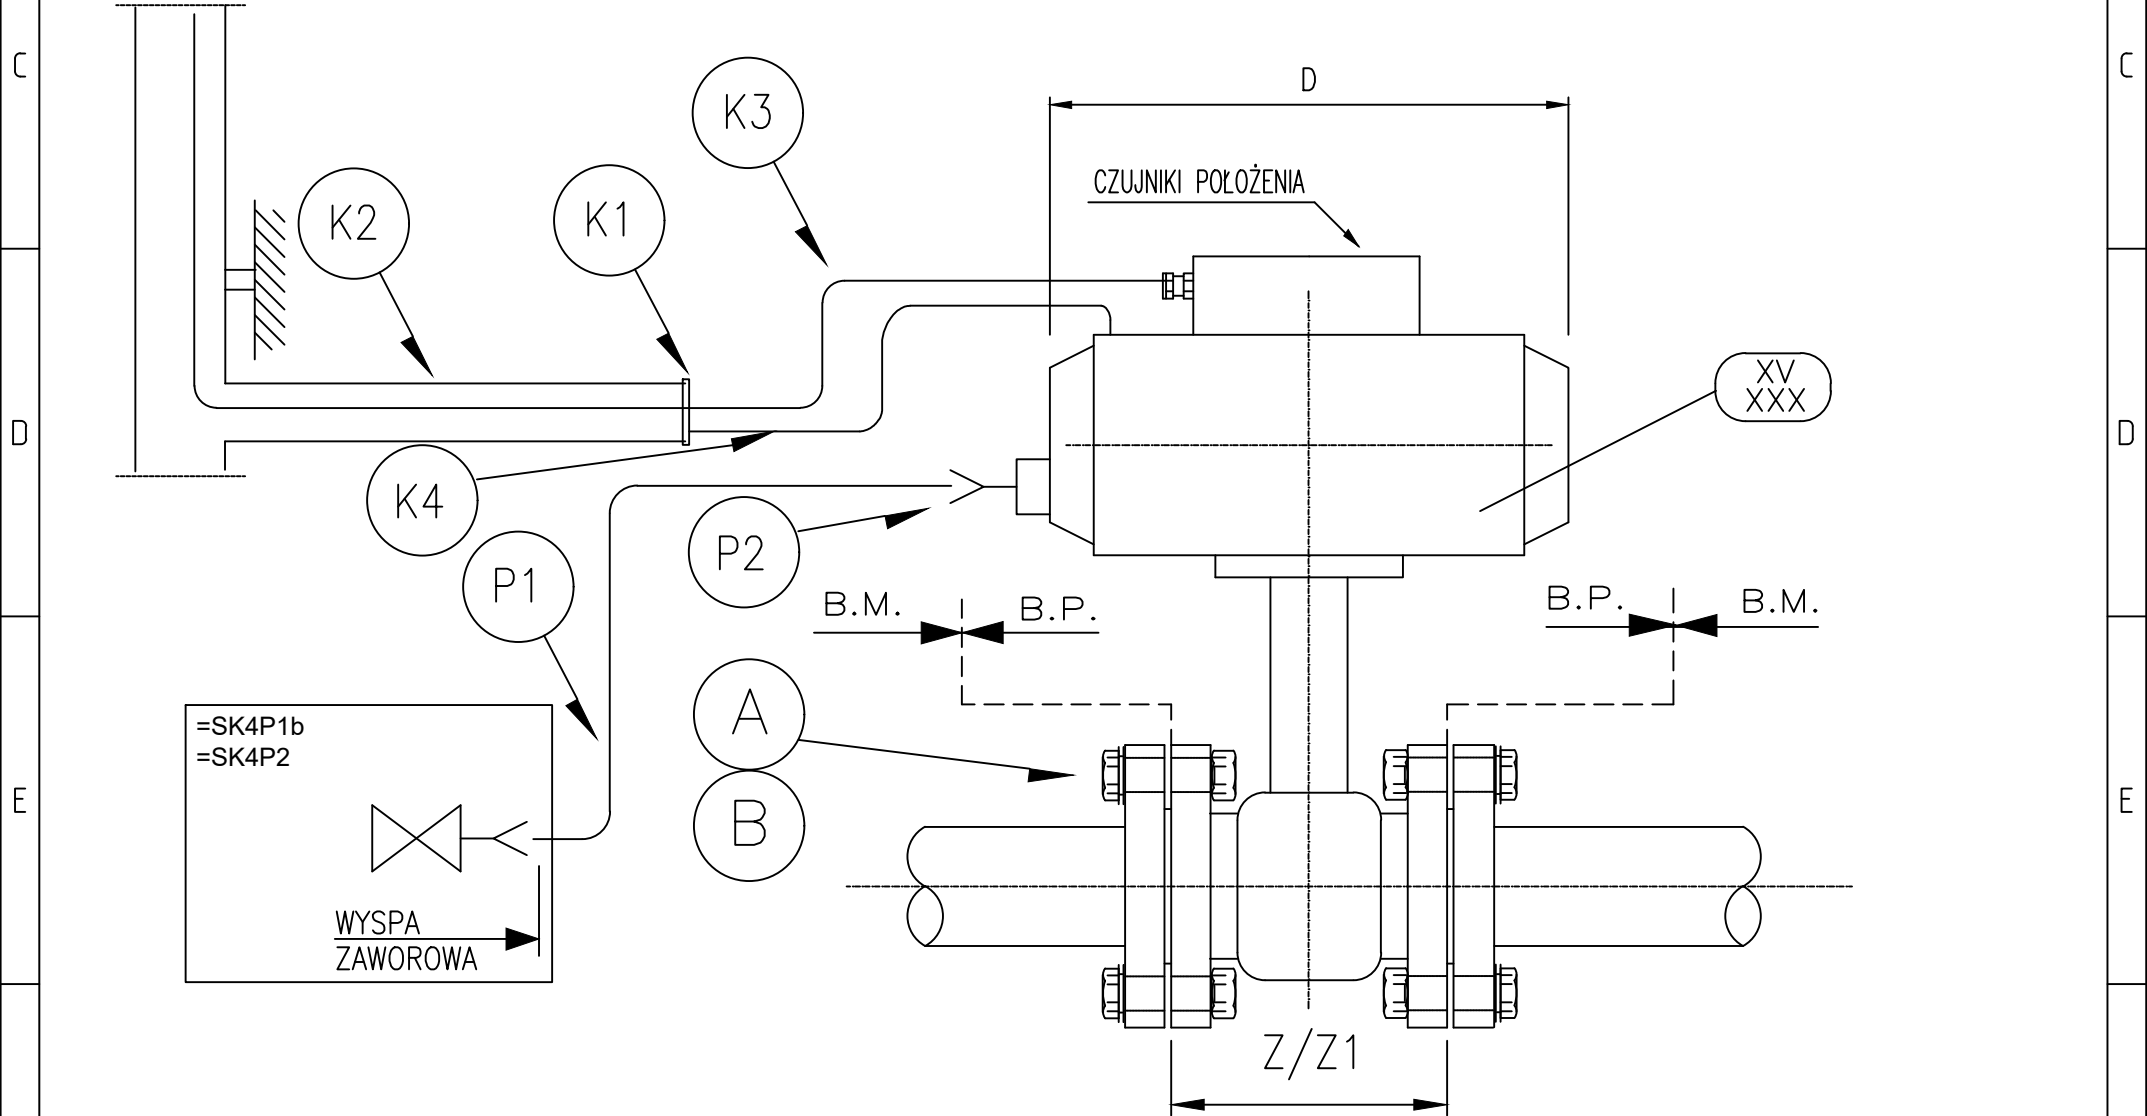 C
C
D
K3
CZUJNIKI POŁOŻENIA
K2
K1
XV
XXX
D
D
K4
P2
P1
B.M.
B.P.
B.P.
B.M.
A
=SK4P1b
=SK4P2
E
E
B
WYSPA
ZAWOROWA
Z/Z1